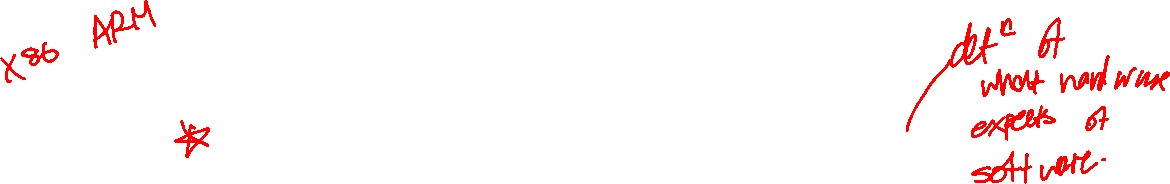 x86 ARM
defⁿ of
what hardware
expects of
software.